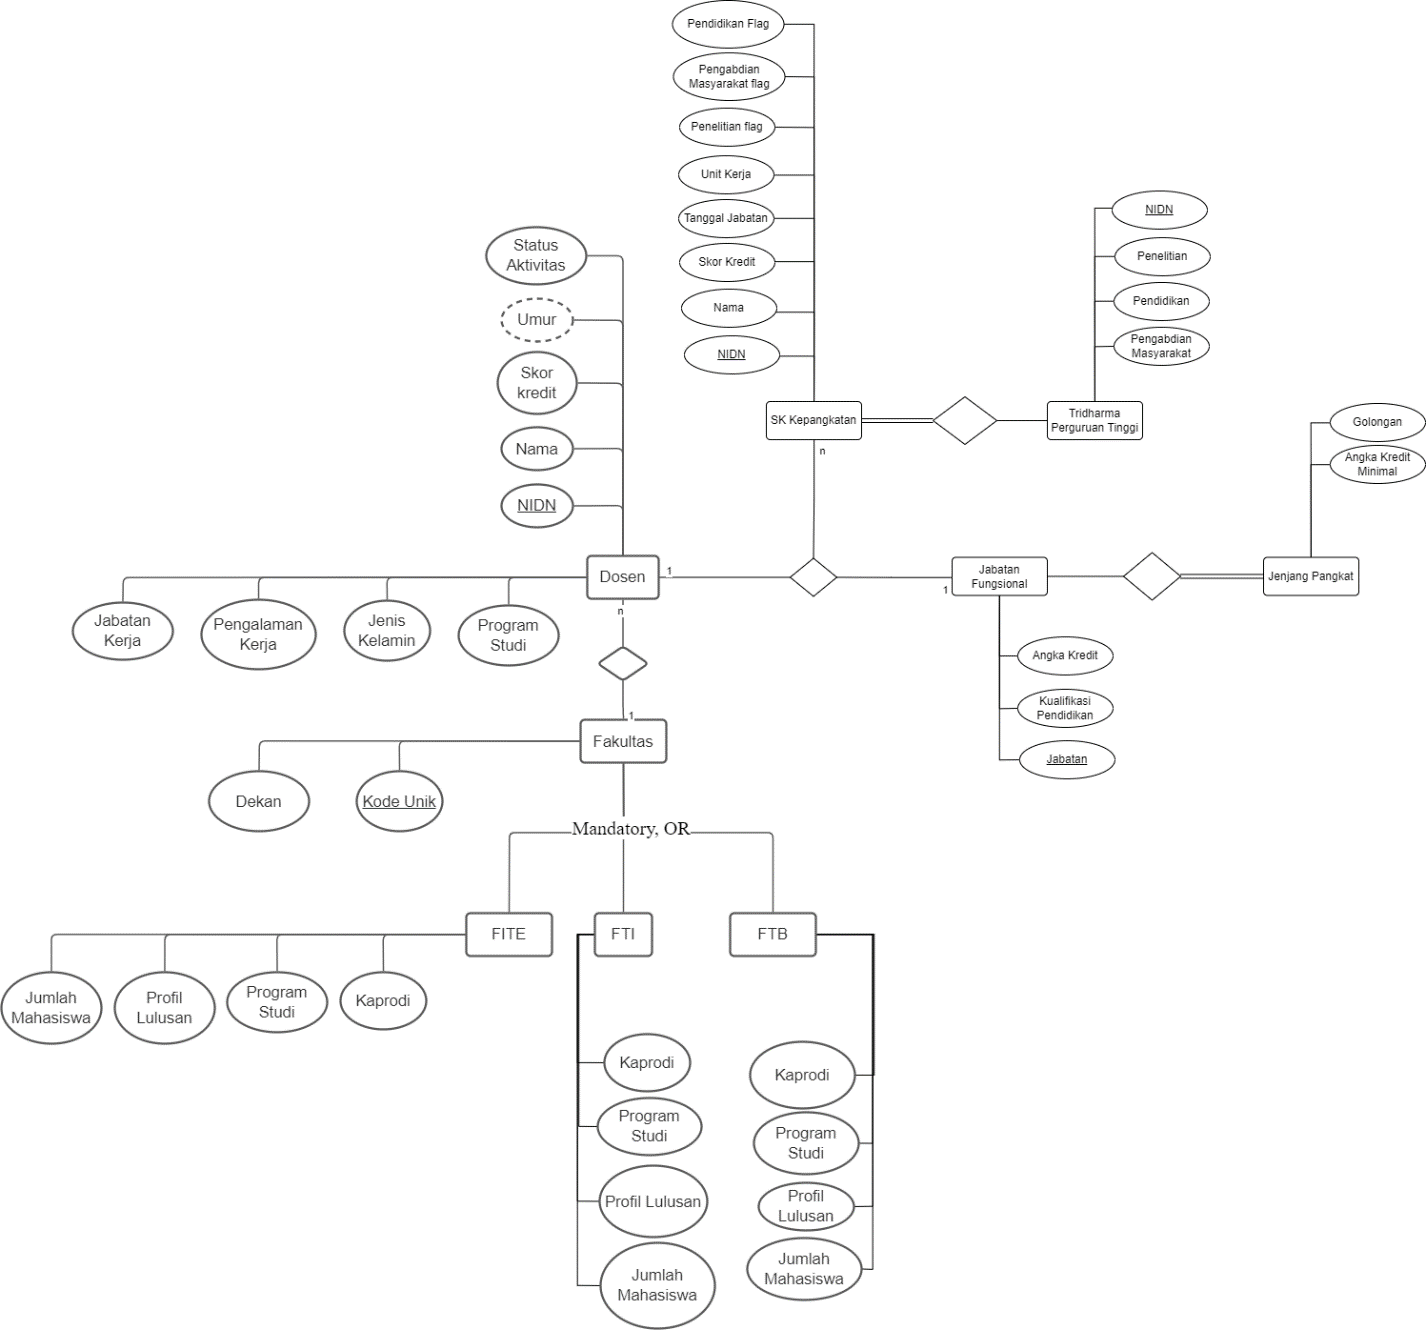 Pendidikan Flag
Pengabdian
Masyarakat flag
Penelitian flag
Unit Kerja
Tanggal Jabatan
Skor Kredit
Nama
NIDN
NIDN
Penelitian
Pendidikan
Pengabdian
Masyarakat
Status
Aktivitas
Umur
Skor
kredit
Nama
NIDN
SK Kepangkatan
n
Tridharma
Perguruan Tinggi
Golongan
Angka Kredit
Minimal
Dosen
1
n
Jabatan
Fungsional
1
Jenjang Pangkat
Jabatan
Kerja
Pengalaman
Kerja
Jenis
Kelamin
Program
Studi
Angka Kredit
Kualifikasi
Pendidikan
Jabatan
1
Fakultas
Dekan
Kode Unik
Mandatory, OR
FITE
FTI
FTB
Jumlah
Mahasiswa
Profil
Lulusan
Program
Studi
Kaprodi
Kaprodi
Program
Studi
Profil Lulusan
Jumlah
Mahasiswa
Kaprodi
Program
Studi
Profil
Lulusan
Jumlah
Mahasiswa